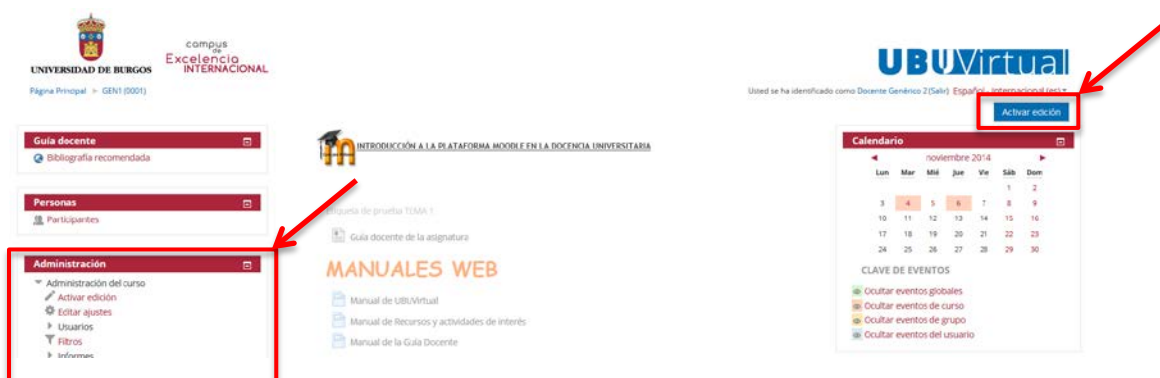 UNIVERSIDAD DE BURGOS
campus
de
Excelencia
INTERNACIONAL
UBUVirtual
Página Principal ► GEN1 (0001)
Usted se ha identificado como Docente Genérico 2 (Salir) Español - Internacional (es)
Activar edición
Guía docente
Bibliografía recomendada
Personas
Participantes
Administración
Administración del curso
Activar edición
Editar ajustes
Usuarios
Filtros
Informes
INTRODUCCIÓN A LA PLATAFORMA MOODLE EN LA DOCENCIA UNIVERSITARIA
etiqueta de prueba TEMA 1
Guía docente de la asignatura
MANUALES WEB
Manual de UBUVirtual
Manual de Recursos y actividades de interés
Manual de la Guía Docente
Calendario
◄ noviembre 2014 ►
Lun Mar Mié Jue Vie Sáb Dom
1 2
3 4 5 6 7 8 9
10 11 12 13 14 15 16
17 18 19 20 21 22 23
24 25 26 27 28 29 30
CLAVE DE EVENTOS
Ocultar eventos globales
Ocultar eventos de curso
Ocultar eventos de grupo
Ocultar eventos del usuario